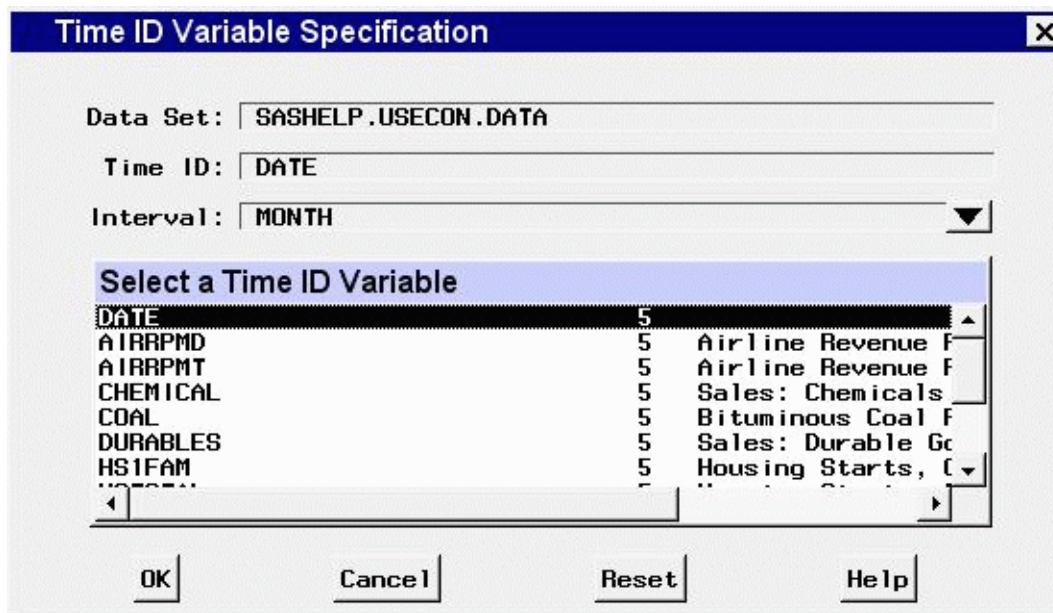 Time ID Variable Specification
Data Set: SASHELP.USECON.DATA
Time ID: DATE
Interval: MONTH
Select a Time ID Variable
DATE 5
AIRRPMD 5 Airline Revenue
AIRRPMT 5 Airline Revenue
CHEMICAL 5 Sales: Chemicals
COAL 5 Bituminous Coal
DURABLES 5 Sales: Durable
HS1FAM 5 Housing Starts,
OK Cancel Reset Help